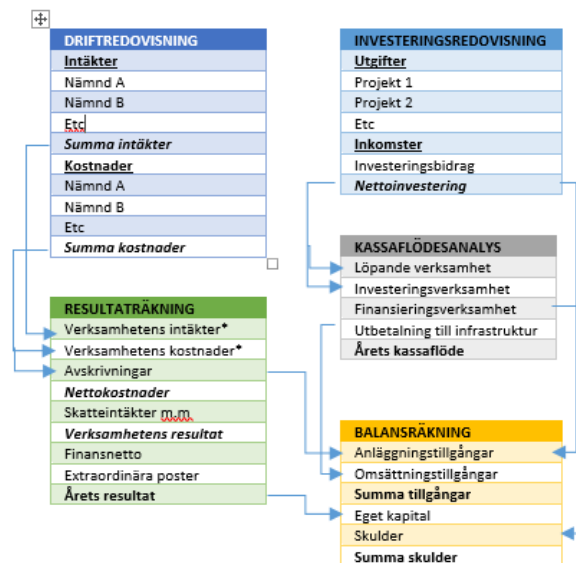 DRIFTREDOVISNING
Intäkter
Nämnd A
Nämnd B
Etc
Summa intäkter
Kostnader
Nämnd A
Nämnd B
Etc
Summa kostnader
RESULTATRÄKNING
Verksamhetens intäkter*
Verksamhetens kostnader*
Avskrivningar
Nettokostnader
Skatteintäkter m.m.
Verksamhetens resultat
Finansnetto
Extraordinära poster
Årets resultat
INVESTERINGSREDOVISNING
Utgifter
Projekt 1
Projekt 2
Etc
Inkomster
Investeringsbidrag
Nettoinvestering
KASSAFLÖDESANALYS
Löpande verksamhet
Investeringsverksamhet
Finansieringsverksamhet
Utbetalning till infrastruktur
Årets kassaflöde
BALANSRÄKNING
Anläggningstillgångar
Omsättningstillgångar
Summa tillgångar
Eget kapital
Skulder
Summa skulder